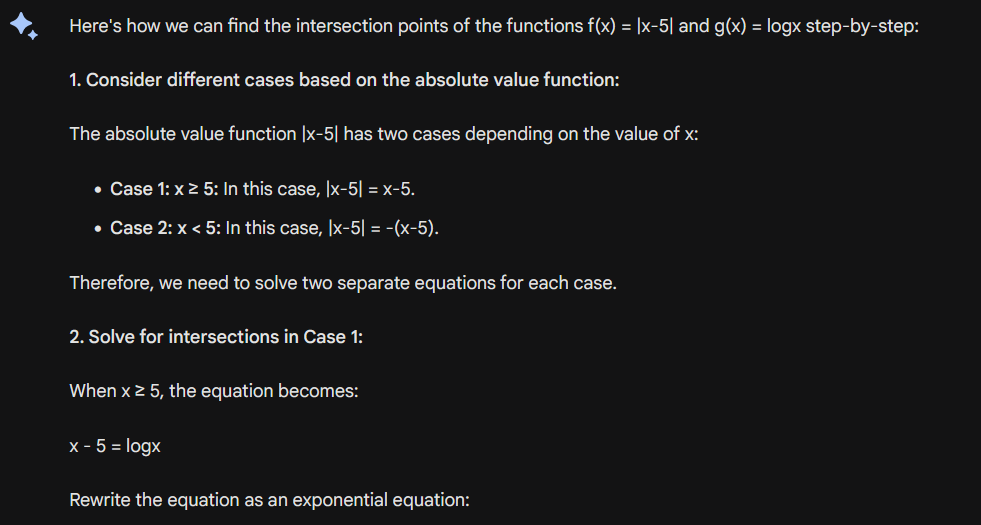 Here's how we can find the intersection points of the functions f(x) = |x-5| and g(x) = logx step-by-step:
1. Consider different cases based on the absolute value function:
The absolute value function |x-5| has two cases depending on the value of x:
• Case 1: x ≥ 5: In this case, |x-5| = x-5.
• Case 2: x < 5: In this case, |x-5| = -(x-5).
Therefore, we need to solve two separate equations for each case.
2. Solve for intersections in Case 1:
When x ≥ 5, the equation becomes:
x - 5 = logx
Rewrite the equation as an exponential equation: